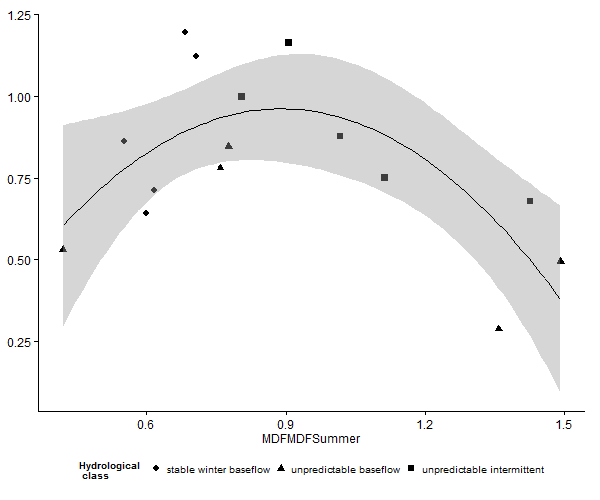 1.25
1.00
0.75
0.50
0.25
0.6 0.9 1.2 1.5
MDFMDFSummer
Hydrological
class
stable winter baseflow unpredictable baseflow unpredictable intermittent